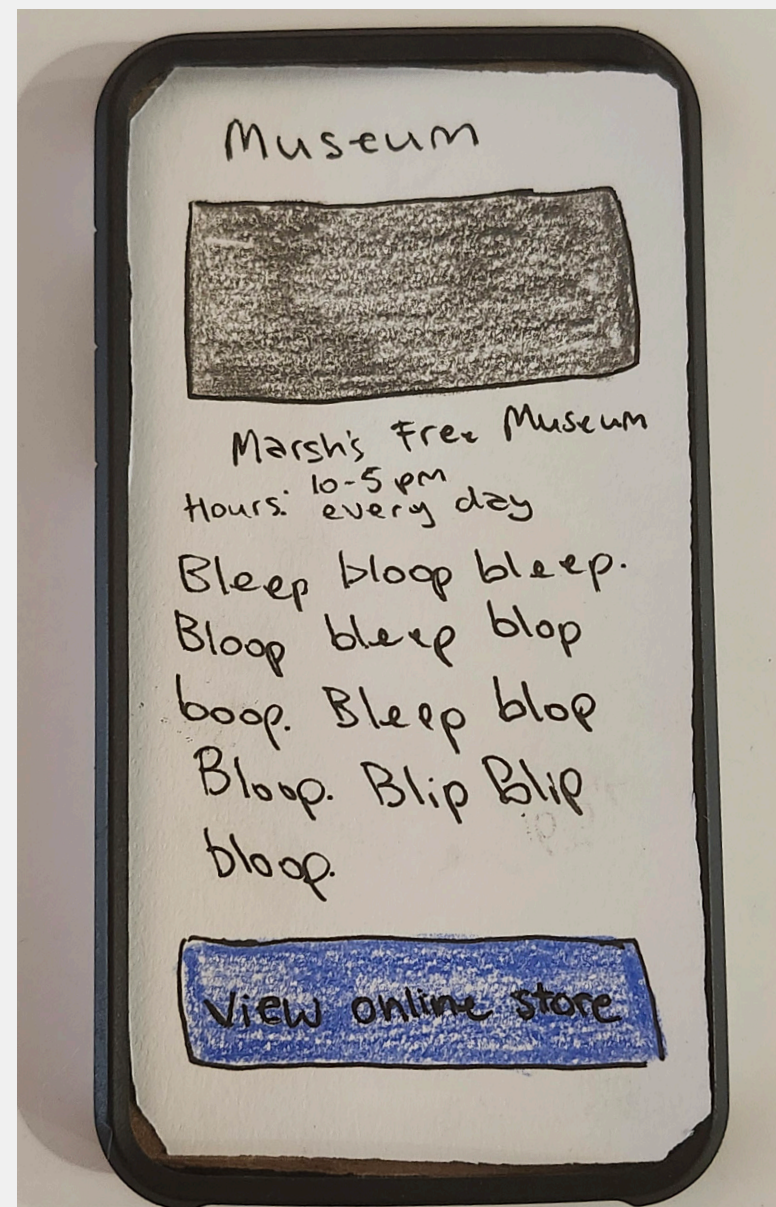 Museum
Marsh's Free Museum
Hours: 10-5 pm
every day
Bleep bloop bleep.
Bloop bleep blop
boop. Bleep blop
Bloop. Blip Blip
bloop.
View online store